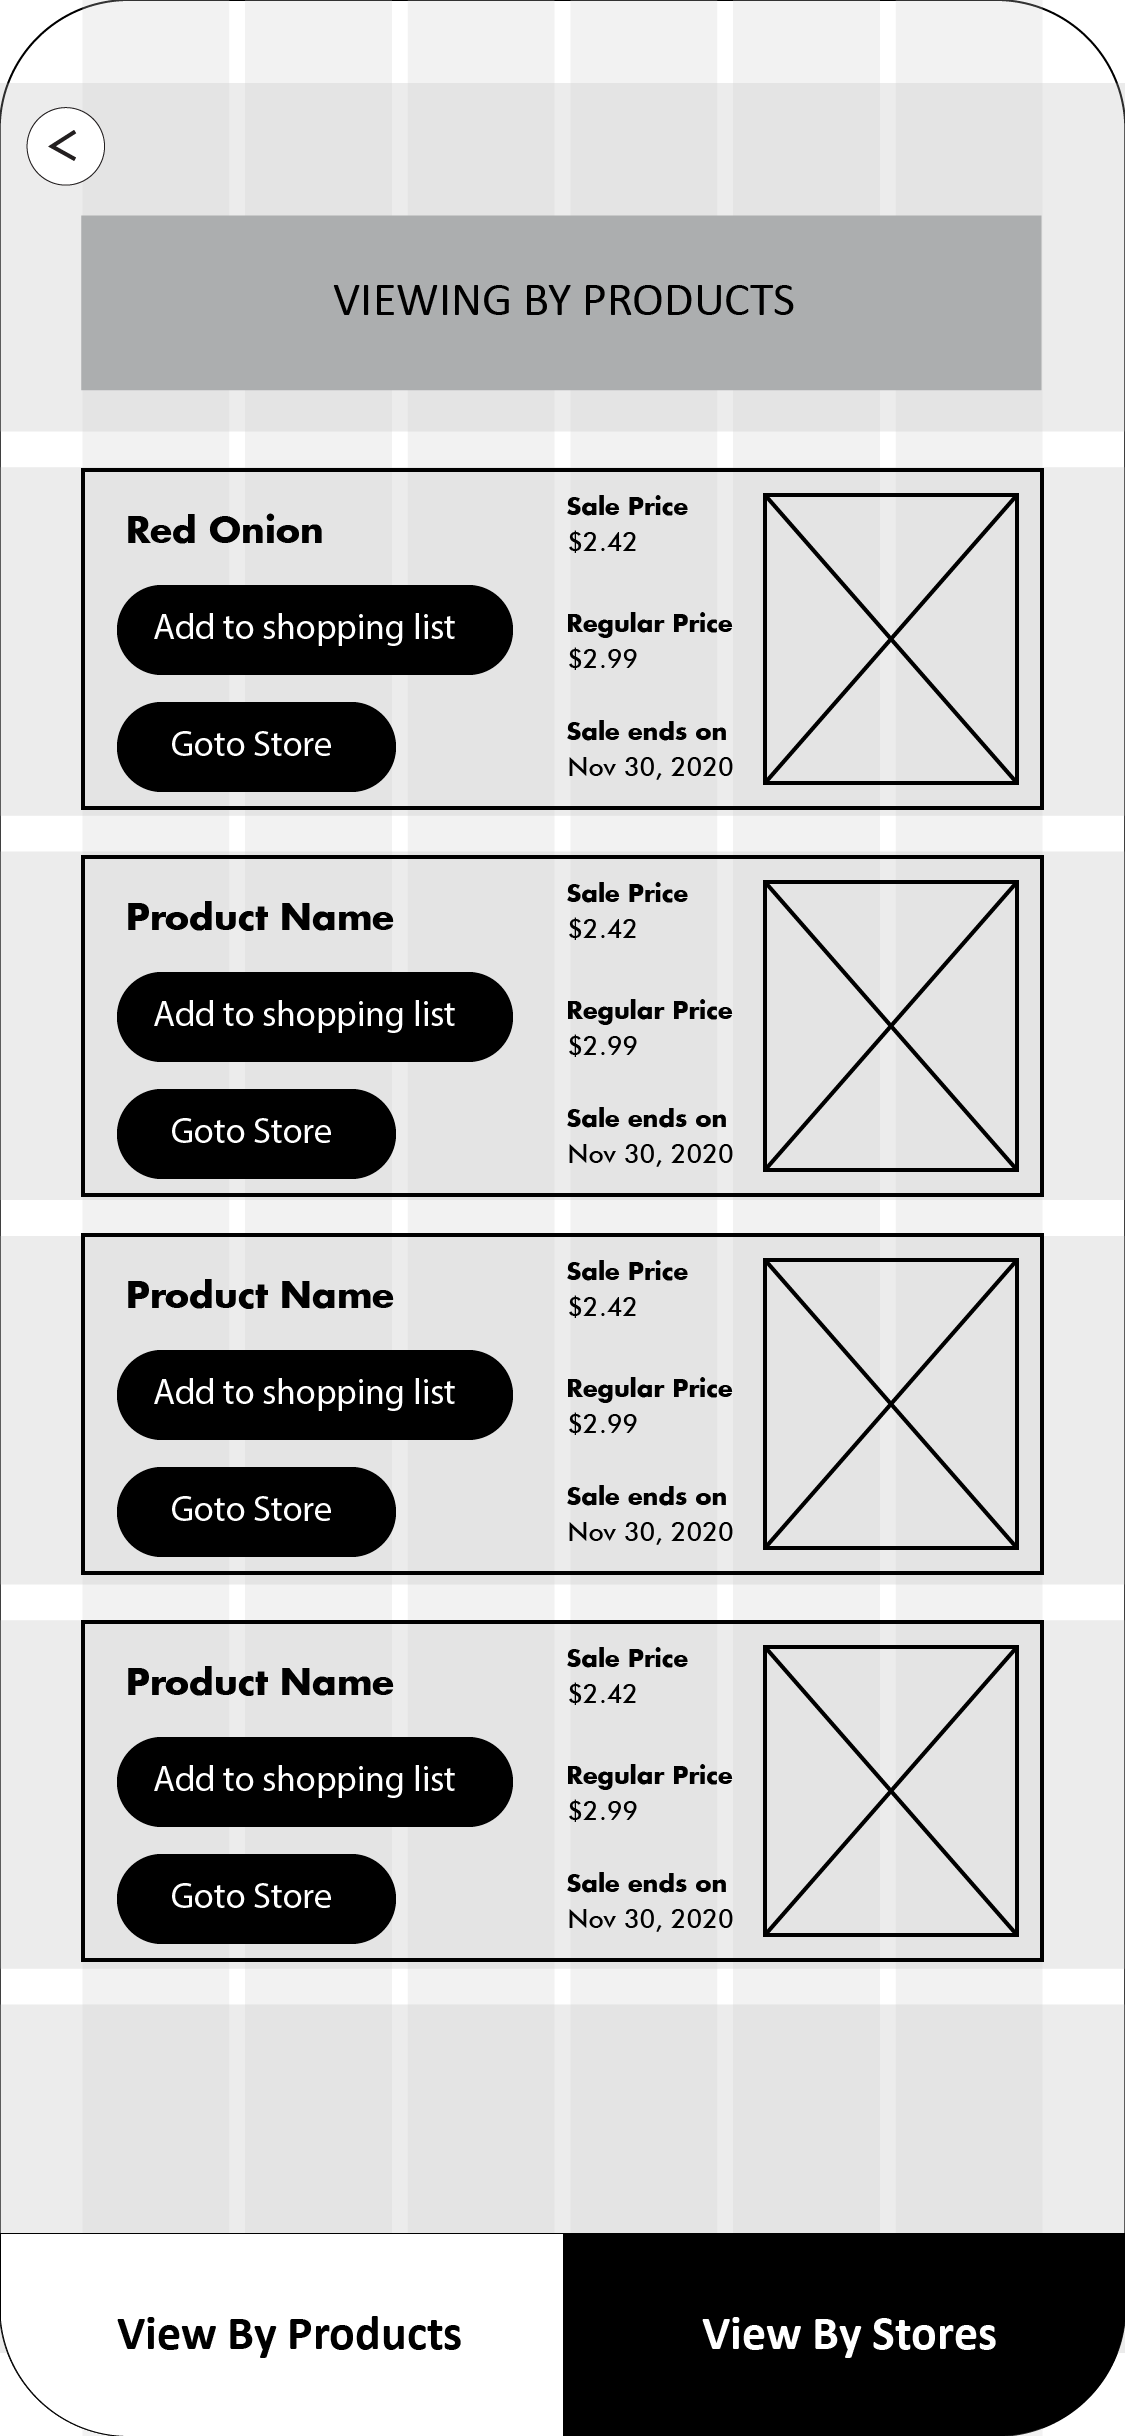 VIEWING BY PRODUCTS
Red Onion
Add to shopping list
Goto Store
Sale Price
$2.42
Regular Price
$2.99
Sale ends on
Nov 30, 2020
Product Name
Add to shopping list
Goto Store
Sale Price
$2.42
Regular Price
$2.99
Sale ends on
Nov 30, 2020
Product Name
Add to shopping list
Goto Store
Sale Price
$2.42
Regular Price
$2.99
Sale ends on
Nov 30, 2020
Product Name
Add to shopping list
Goto Store
Sale Price
$2.42
Regular Price
$2.99
Sale ends on
Nov 30, 2020
View By Products
View By Stores